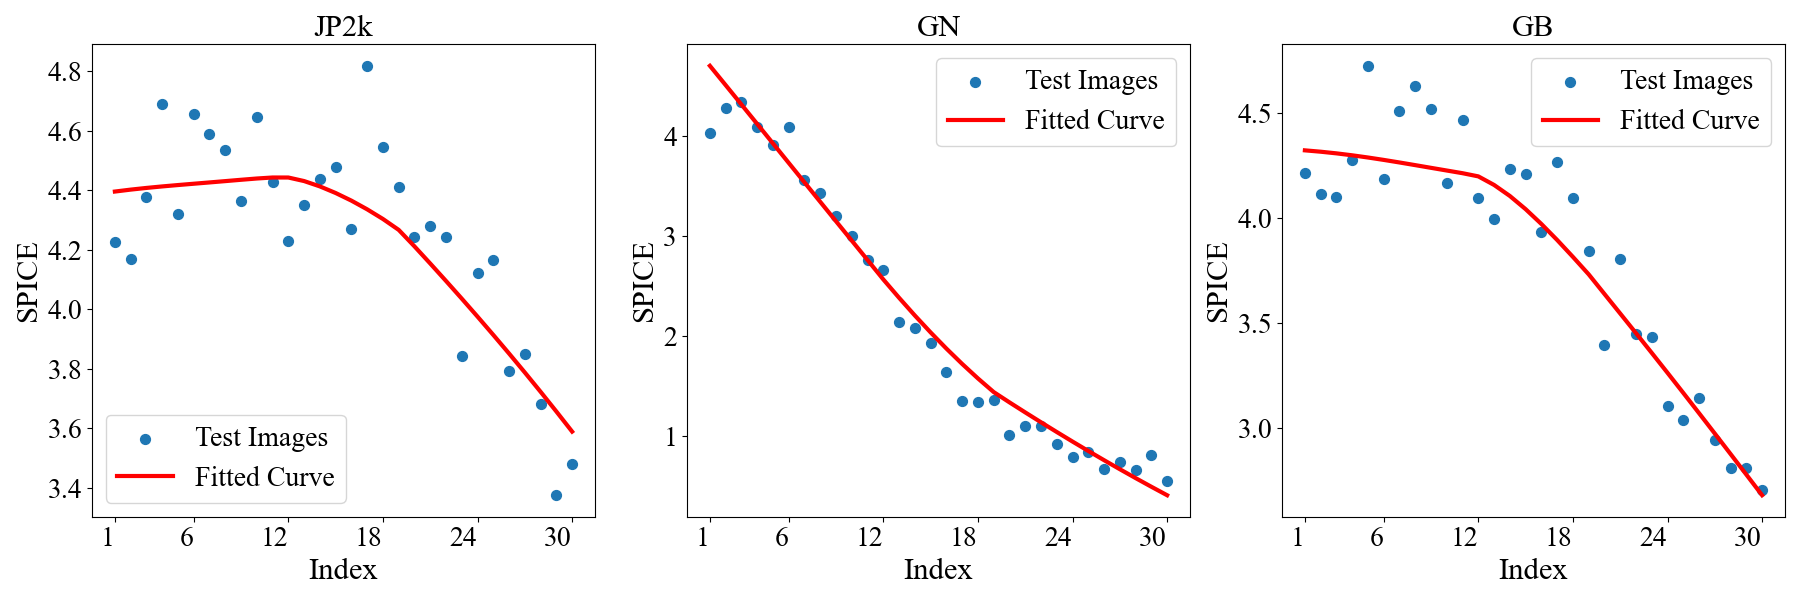 JP2k
4.8
4.6
4.4
4.2
4.0
3.8
3.6
3.4
SPICE
Test Images
Fitted Curve
1 6 12 18 24 30
Index
GN
4
3
2
1
SPICE
Test Images
Fitted Curve
1 6 12 18 24 30
Index
GB
4.5
4.0
3.5
3.0
SPICE
Test Images
Fitted Curve
1 6 12 18 24 30
Index